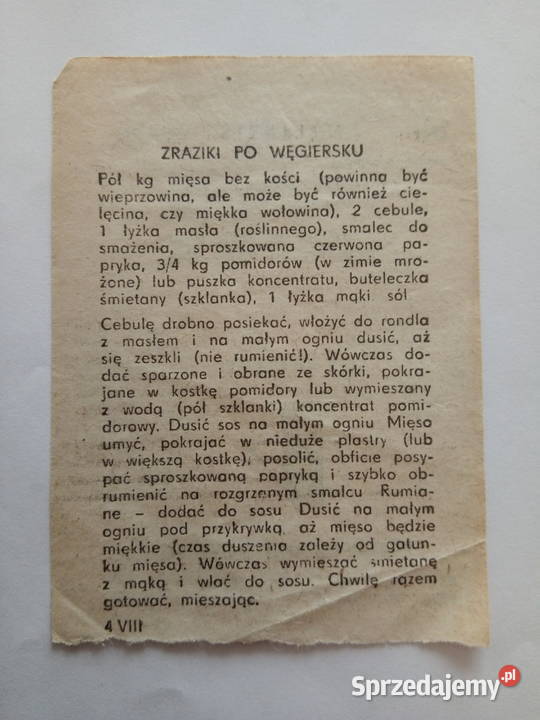 ZRAZIKI PO WĘGIERSKU
Pół kg mięsa bez kości (powinna być
wieprzowina, ale może być również cie-
lęcina, czy miękka wołowina), 2 cebule,
1 łyżka masła (roślinnego), smalec do
smażenia, sproszkowana czerwona pa-
pryka, 3/4 kg pomidorów (w zimie mro-
żone) lub puszka koncentratu, buteleczka
śmietany (szklanka), 1 łyżka mąki sól
Cebulę drobno posiekać, włożyć do rondla
z masłem i na małym ogniu dusić, aż
się zeszkli (nie rumienić!). Wówczas do-
dać sparzone i obrane ze skórki, pokra-
jane w kostkę pomidory lub wymieszany
z wodą (pół szklanki) koncentrat pomi-
dorowy. Dusić sos na małym ogniu Mięso
umyć, pokrajać w nieduże plastry (lub
w większą kostkę), posolić, obficie posy-
pać sproszkowaną papryką i szybko ob-
rumienić na rozgrzenym smalcu Rumia-
ne – dodać do sosu Dusić na małym
ogniu pod przykrywką, aż mięso będzie
miękkie (czas duszenia zależy od gatun-
ku mięsa). Wówczas wymieszać śmietanę
z mąką i wlać do sosu. Chwilę razem
gotować, mieszając.
4 VIII
Sprzedajemy.pl